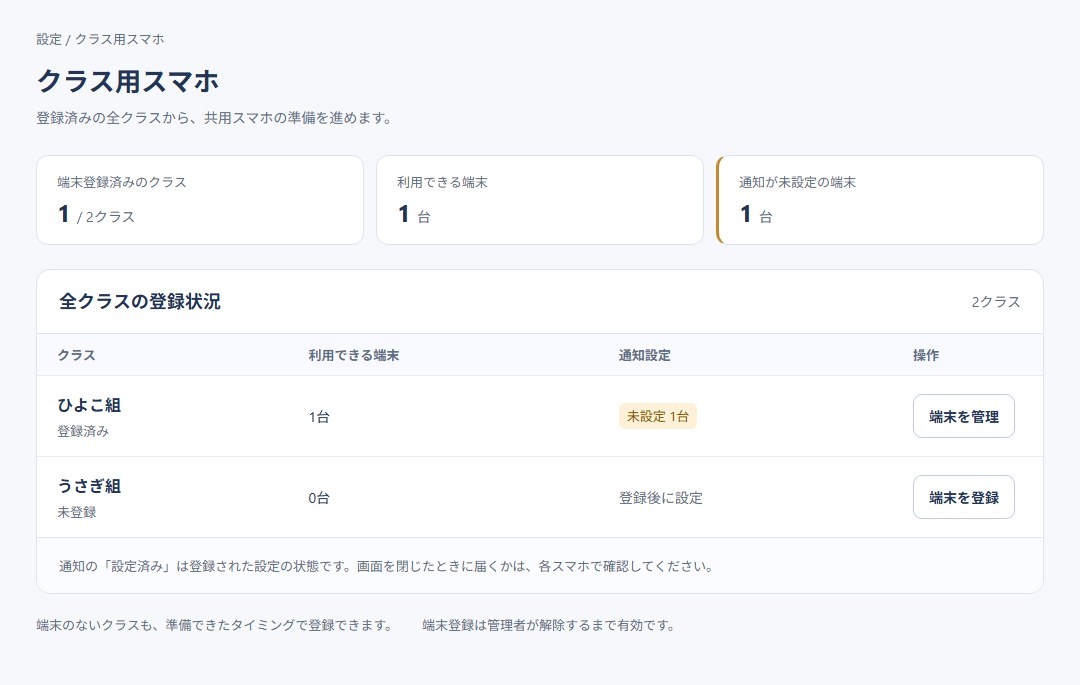 設定 / クラス用スマホ
クラス用スマホ
登録済みの全クラスから、共用スマホの準備を進めます。
端末登録済みのクラス
1 / 2クラス
利用できる端末
1 台
通知が未設定の端末
1 台
全クラスの登録状況
2クラス
クラス 利用できる端末 通知設定 操作
ひよこ組
登録済み
1台
未設定 1台
端末を管理
うさぎ組
未登録
0台
登録後に設定
端末を登録
通知の「設定済み」は登録された設定の状態です。画面を閉じたときに届くかは、各スマホで確認してください。
端末のないクラスも、準備できたタイミングで登録できます。 端末登録は管理者が解除するまで有効です。